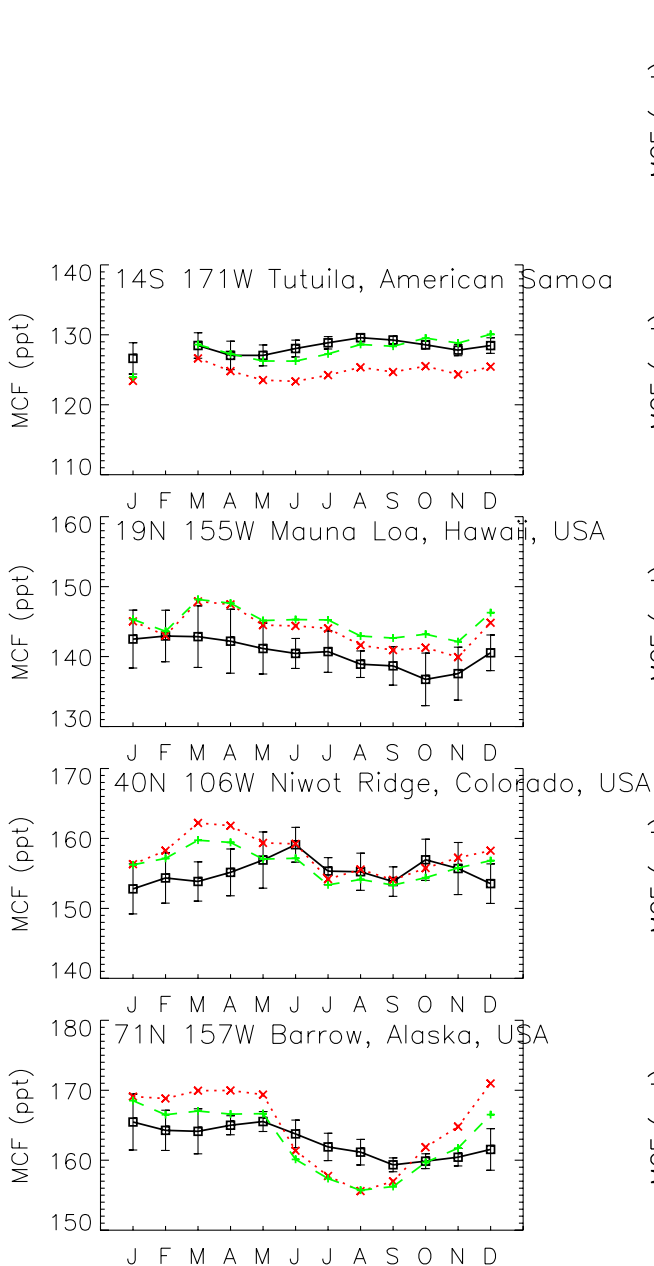 140
14S 171W Tutuila, American Samoa
130
MCF (ppt)
120
110
J F M A M J J A S O N D
160
19N 155W Mauna Loa, Hawaii, USA
150
MCF (ppt)
140
130
J F M A M J J A S O N D
170
40N 106W Niwot Ridge, Colorado, USA
160
MCF (ppt)
150
140
J F M A M J J A S O N D
180
71N 157W Barrow, Alaska, USA
170
MCF (ppt)
160
150
J F M A M J J A S O N D